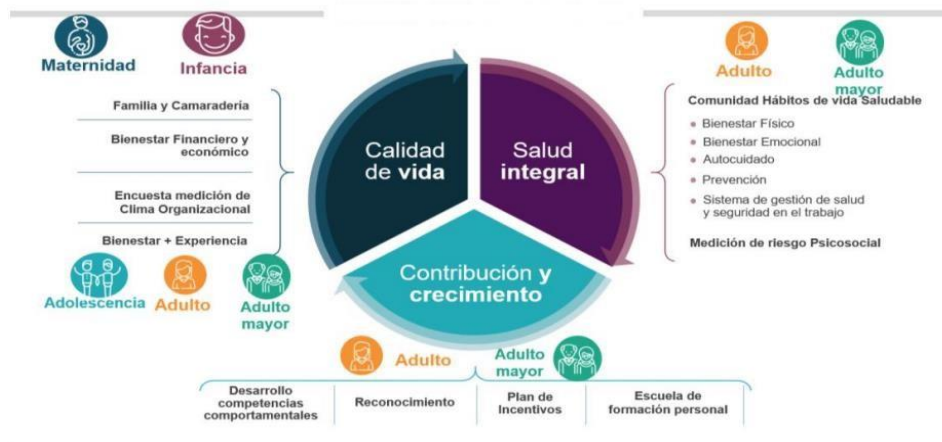 Maternidad
Infancia
Familia y Camaradería
Bienestar Financiero y
económico
Encuesta medición de
Clima Organizacional
Bienestar + Experiencia
Adolescencia
Adulto
Adulto
mayor
Calidad
de vida
Salud
integral
Contribución y
crecimiento
Adulto
Adulto
mayor
Comunidad Hábitos de vida Saludable
Bienestar Físico
Bienestar Emocional
Autocuidado
Prevención
Sistema de gestión de salud
y seguridad en el trabajo
Medición de riesgo Psicosocial
Adulto
Adulto
mayor
Desarrollo
competencias
comportamentales
Reconocimiento
Plan de
Incentivos
Escuela de
formación personal